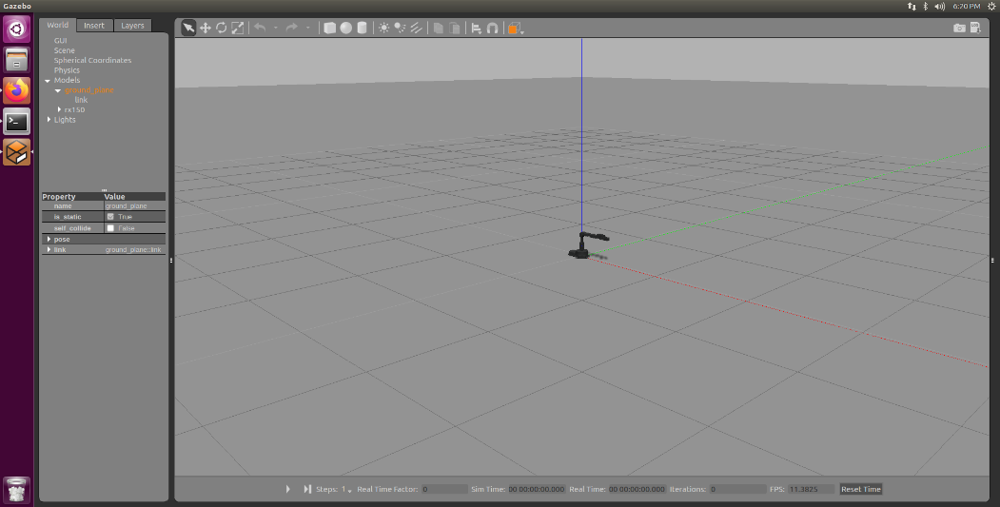 Gazebo
6:20 PM
World Insert Layers
GUI
Scene
Spherical Coordinates
Physics
Models
ground_plane
link
rx150
Lights
Property Value
name ground_plane
is_static True
self_collide False
pose
link ground_plane::link
Steps: 1 Real Time Factor: 0 Sim Time: 00 00:00:00.000 Real Time: 00 00:00:00.000 Iterations: 0 FPS: 11.3825 Reset Time